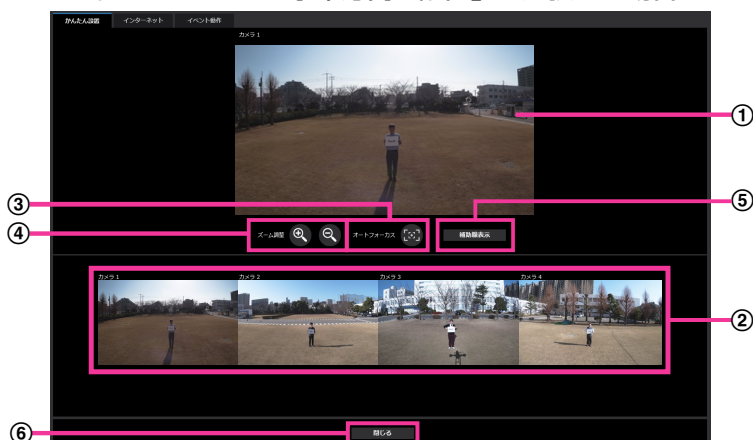 かんたん設置 インターネット イベント動作
カメラ 1
①
③
⑤
④
ズーム調整 オートフォーカス 補助線表示
カメラ 1 カメラ 2 カメラ 3 カメラ 4
②
⑥
閉じる